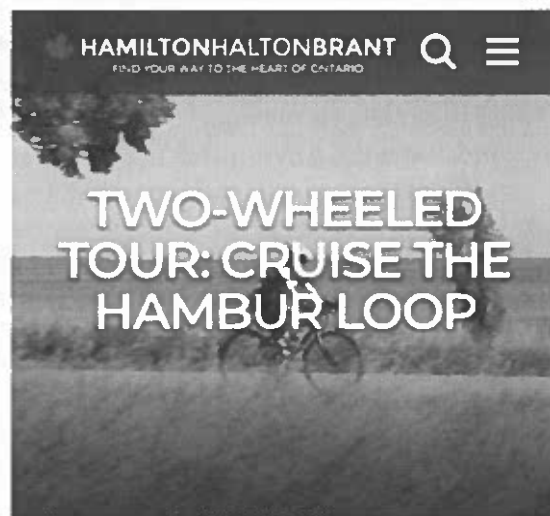 HAMILTONHALTONBRANT
FIND YOUR WAY TO THE HEART OF ONTARIO
TWO-WHEELED
TOUR: CRUISE THE
HAMBUR LOOP